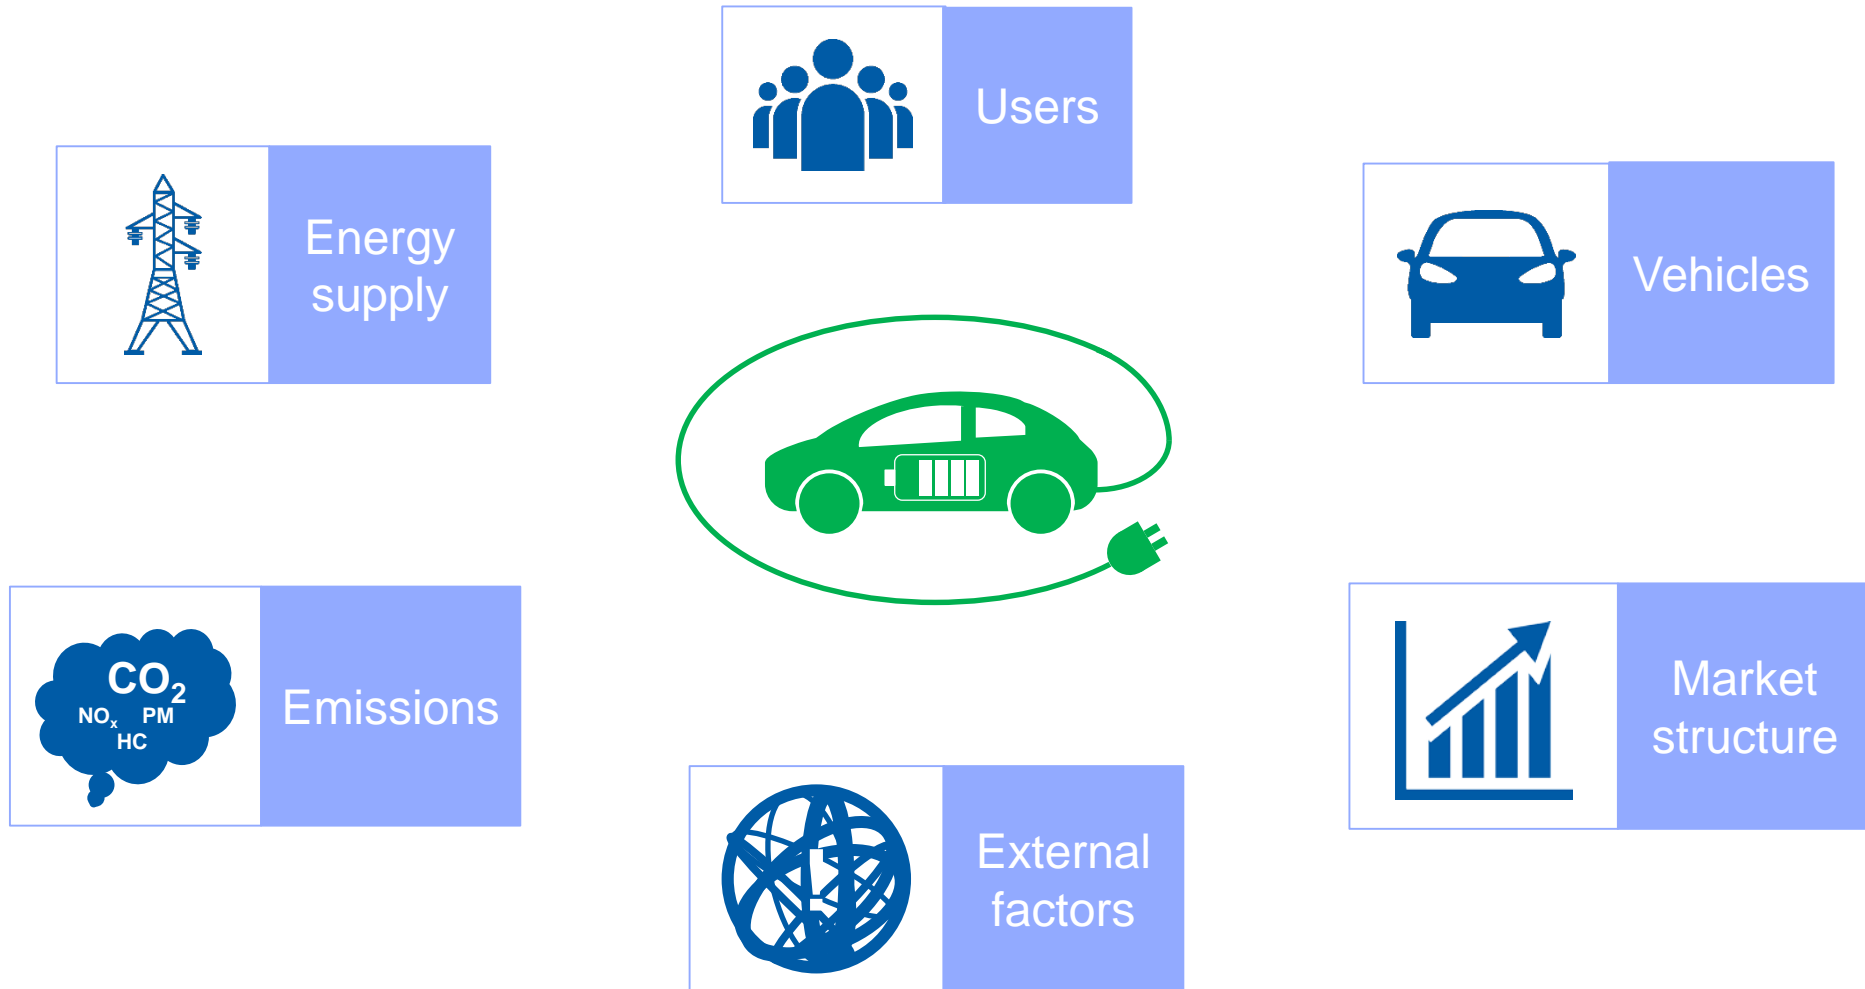 Users
Energy
supply
Vehicles
CO₂
NOₓ PM
HC
Emissions
Market
structure
External
factors